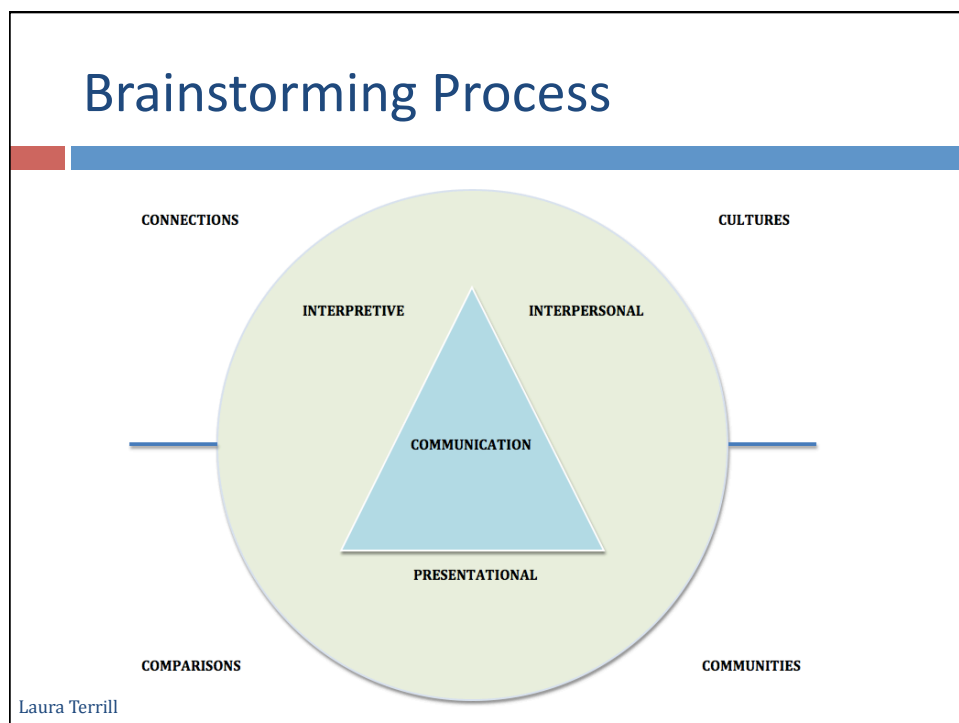 Brainstorming Process
CONNECTIONS
CULTURES
INTERPRETIVE
INTERPERSONAL
COMMUNICATION
PRESENTATIONAL
COMPARISONS
COMMUNITIES
Laura Terrill